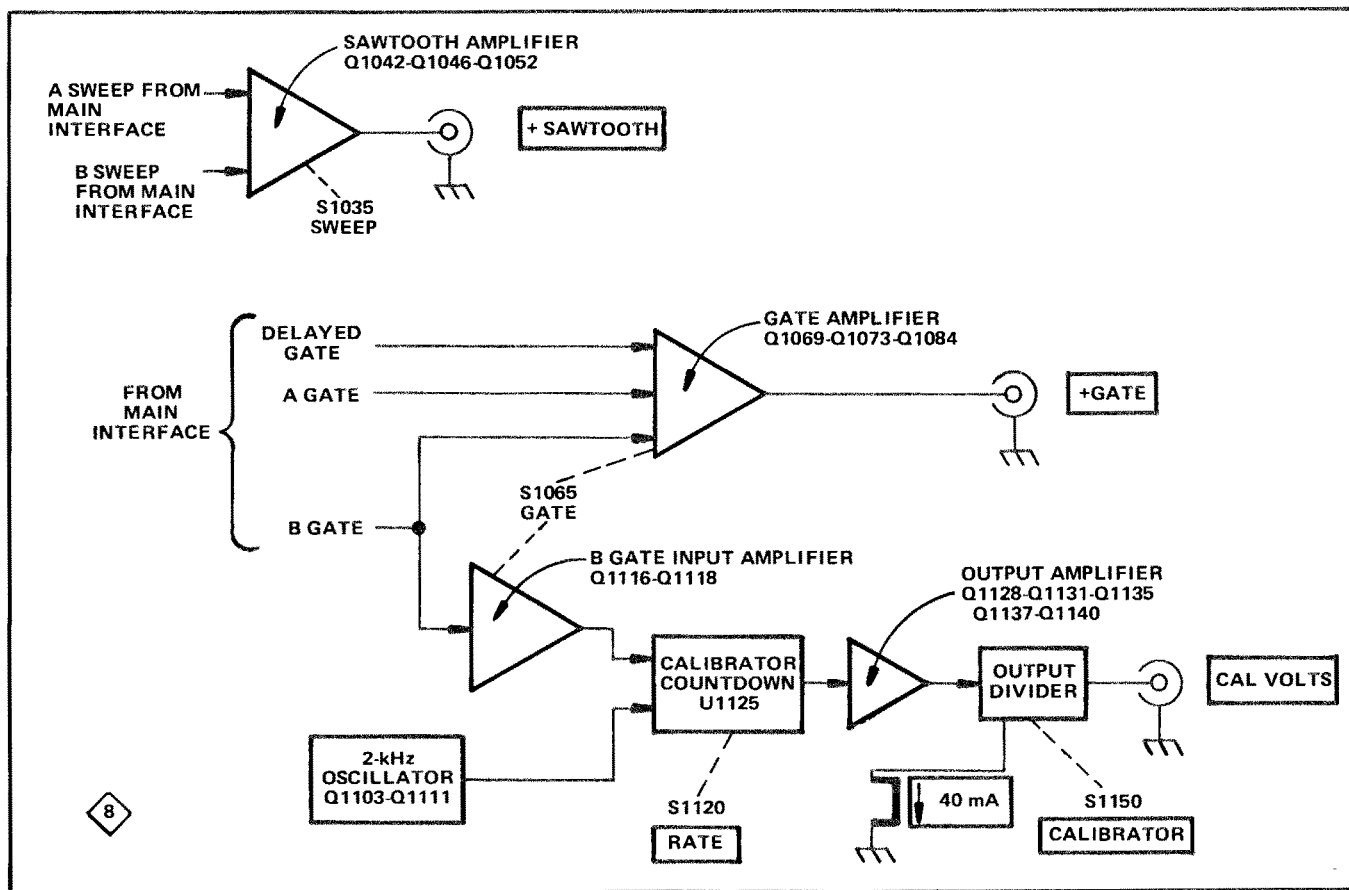 SAWTOOTH AMPLIFIER
Q1042-Q1046-Q1052
A SWEEP FROM
MAIN
INTERFACE
+ SAWTOOTH
B SWEEP
FROM MAIN
INTERFACE
S1035
SWEEP
GATE AMPLIFIER
Q1069-Q1073-Q1084
DELAYED
GATE
FROM
MAIN
INTERFACE
A GATE
+GATE
S1065
GATE
B GATE
B GATE INPUT AMPLIFIER
Q1116-Q1118
OUTPUT AMPLIFIER
Q1128-Q1131-Q1135
Q1137-Q1140
CALIBRATOR
COUNTDOWN
U1125
OUTPUT
DIVIDER
CAL VOLTS
2-kHz
OSCILLATOR
Q1103-Q1111
8
S1120
RATE
40 mA
S1150
CALIBRATOR